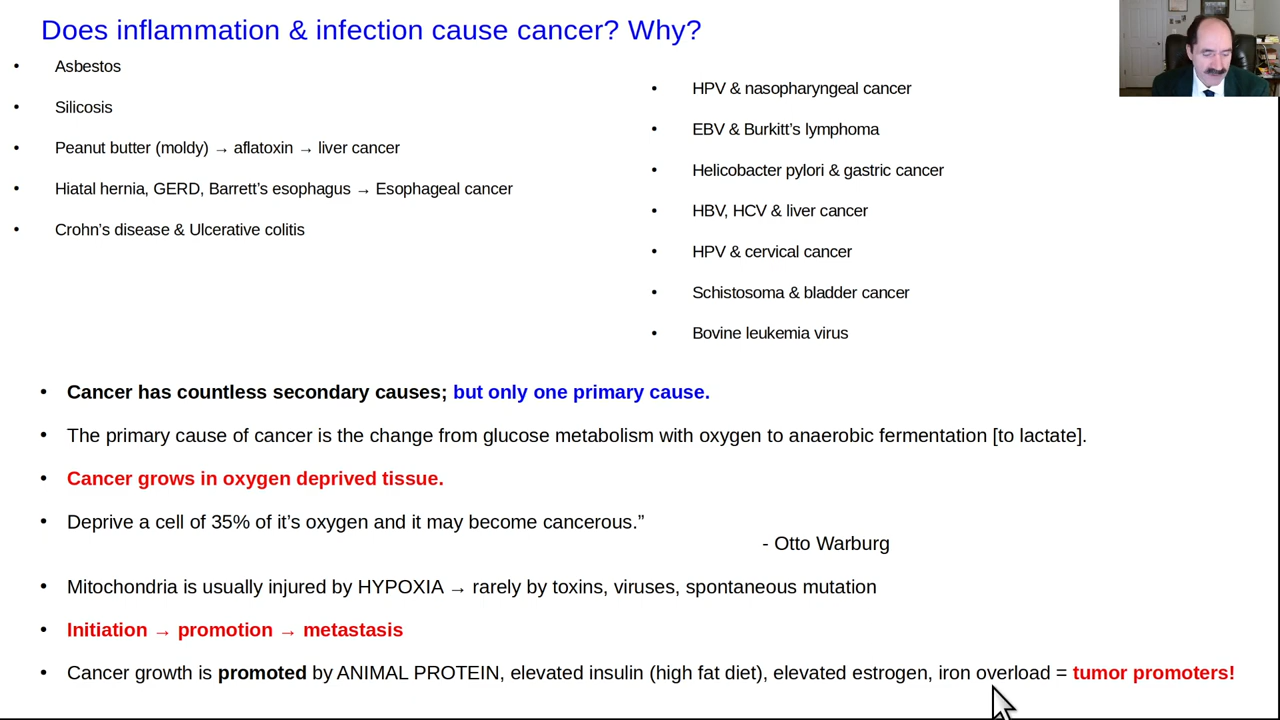 Does inflammation & infection cause cancer? Why?
• Asbestos
• Silicosis
• Peanut butter (moldy) → aflatoxin → liver cancer
• Hiatal hernia, GERD, Barrett’s esophagus → Esophageal cancer
• Crohn’s disease & Ulcerative colitis
• HPV & nasopharyngeal cancer
• EBV & Burkitt’s lymphoma
• Helicobacter pylori & gastric cancer
• HBV, HCV & liver cancer
• HPV & cervical cancer
• Schistosoma & bladder cancer
• Bovine leukemia virus
• Cancer has countless secondary causes; but only one primary cause.
• The primary cause of cancer is the change from glucose metabolism with oxygen to anaerobic fermentation [to lactate].
• Cancer grows in oxygen deprived tissue.
• Deprive a cell of 35% of it’s oxygen and it may become cancerous.”
- Otto Warburg
• Mitochondria is usually injured by HYPOXIA → rarely by toxins, viruses, spontaneous mutation
• Initiation → promotion → metastasis
• Cancer growth is promoted by ANIMAL PROTEIN, elevated insulin (high fat diet), elevated estrogen, iron overload = tumor promoters!